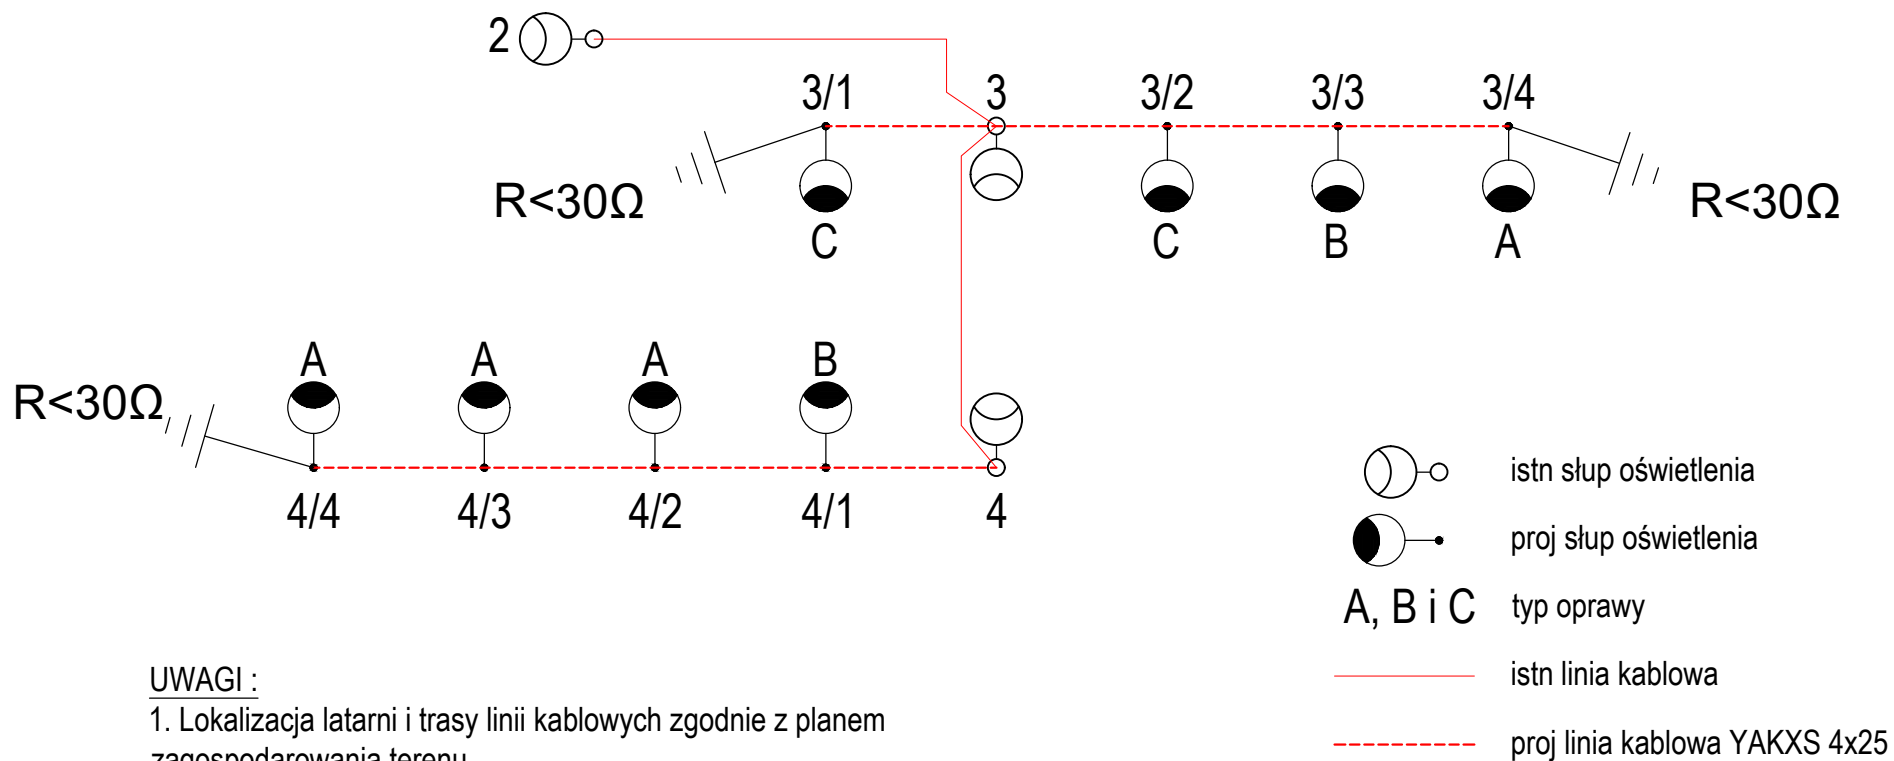 2
3/1 3 3/2 3/3 3/4
R<30Ω R<30Ω
C C B A
A A A B
R<30Ω
4/4 4/3 4/2 4/1 4
istn słup oświetlenia
proj słup oświetlenia
A, B i C typ oprawy
istn linia kablowa
proj linia kablowa YAKXS 4x25
UWAGI :
1. Lokalizacja latarni i trasy linii kablowych zgodnie z planem
zagospodarowania terenu